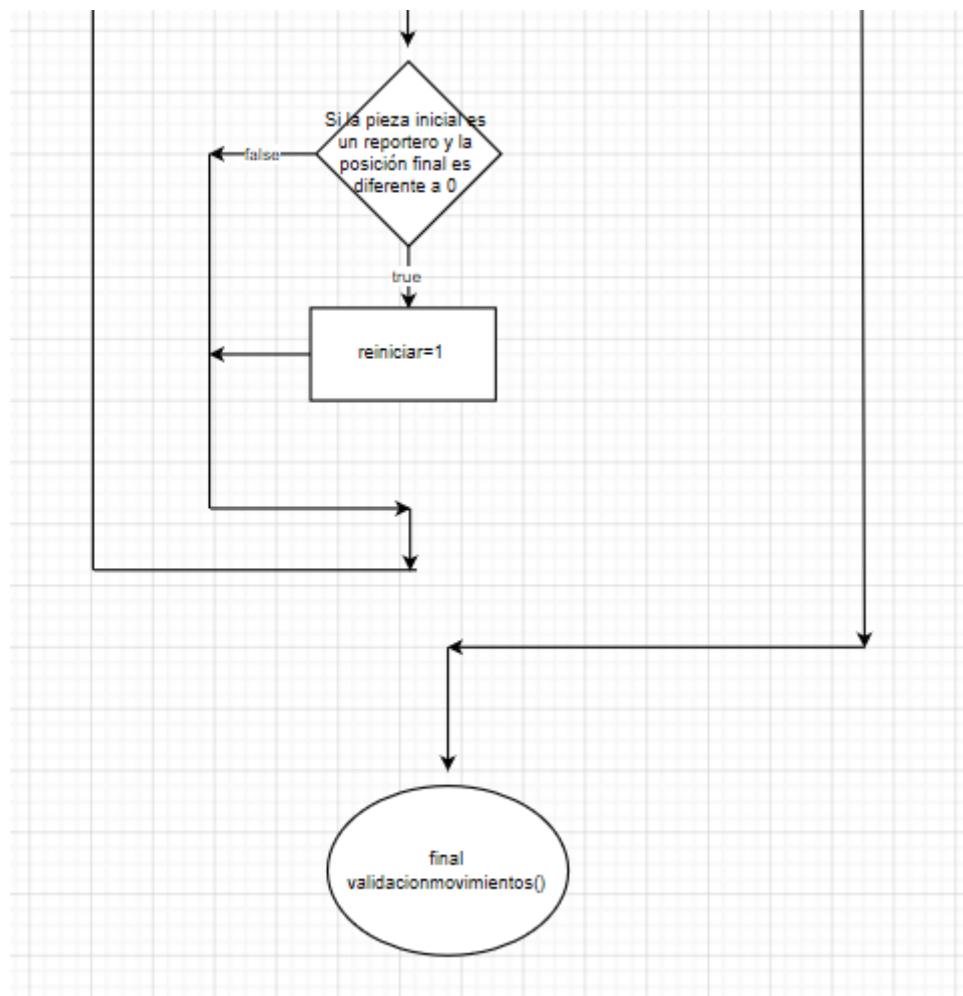 Si la pieza inicial es
un reportero y la
posición final es
diferente a 0
false
true
reiniciar=1
final
validacionmovimientos()